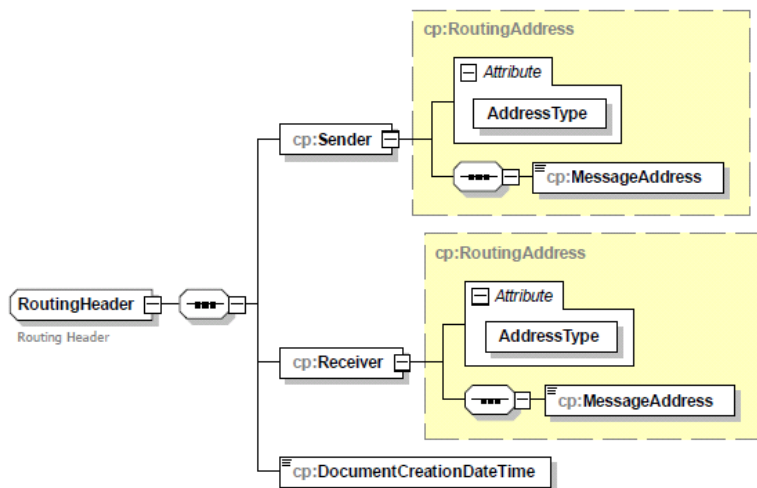 cp:RoutingAddress
Attribute
AddressType
cp:Sender
cp:MessageAddress
cp:RoutingAddress
RoutingHeader
Routing Header
Attribute
AddressType
cp:Receiver
cp:MessageAddress
cp:DocumentCreationDateTime